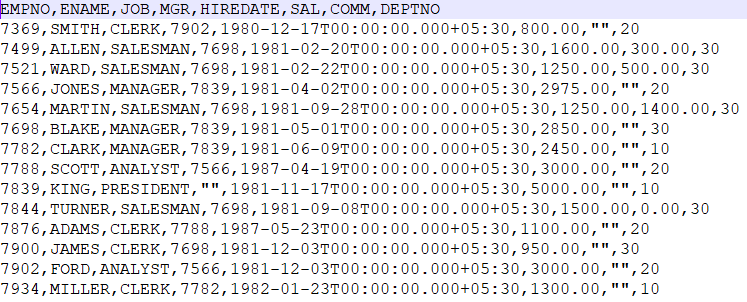 EMPNO,ENAME,JOB,MGR,HIREDATE,SAL,COMM,DEPTNO
7369,SMITH,CLERK,7902,1980-12-17T00:00:00.000+05:30,800.00,"",20
7499,ALLEN,SALESMAN,7698,1981-02-20T00:00:00.000+05:30,1600.00,300.00,30
7521,WARD,SALESMAN,7698,1981-02-22T00:00:00.000+05:30,1250.00,500.00,30
7566,JONES,MANAGER,7839,1981-04-02T00:00:00.000+05:30,2975.00,"",20
7654,MARTIN,SALESMAN,7698,1981-09-28T00:00:00.000+05:30,1250.00,1400.00,30
7698,BLAKE,MANAGER,7839,1981-05-01T00:00:00.000+05:30,2850.00,"",30
7782,CLARK,MANAGER,7839,1981-06-09T00:00:00.000+05:30,2450.00,"",10
7788,SCOTT,ANALYST,7566,1987-04-19T00:00:00.000+05:30,3000.00,"",20
7839,KING,PRESIDENT,"",1981-11-17T00:00:00.000+05:30,5000.00,"",10
7844,TURNER,SALESMAN,7698,1981-09-08T00:00:00.000+05:30,1500.00,0.00,30
7876,ADAMS,CLERK,7788,1987-05-23T00:00:00.000+05:30,1100.00,"",20
7900,JAMES,CLERK,7698,1981-12-03T00:00:00.000+05:30,950.00,"",30
7902,FORD,ANALYST,7566,1981-12-03T00:00:00.000+05:30,3000.00,"",20
7934,MILLER,CLERK,7782,1982-01-23T00:00:00.000+05:30,1300.00,"",10